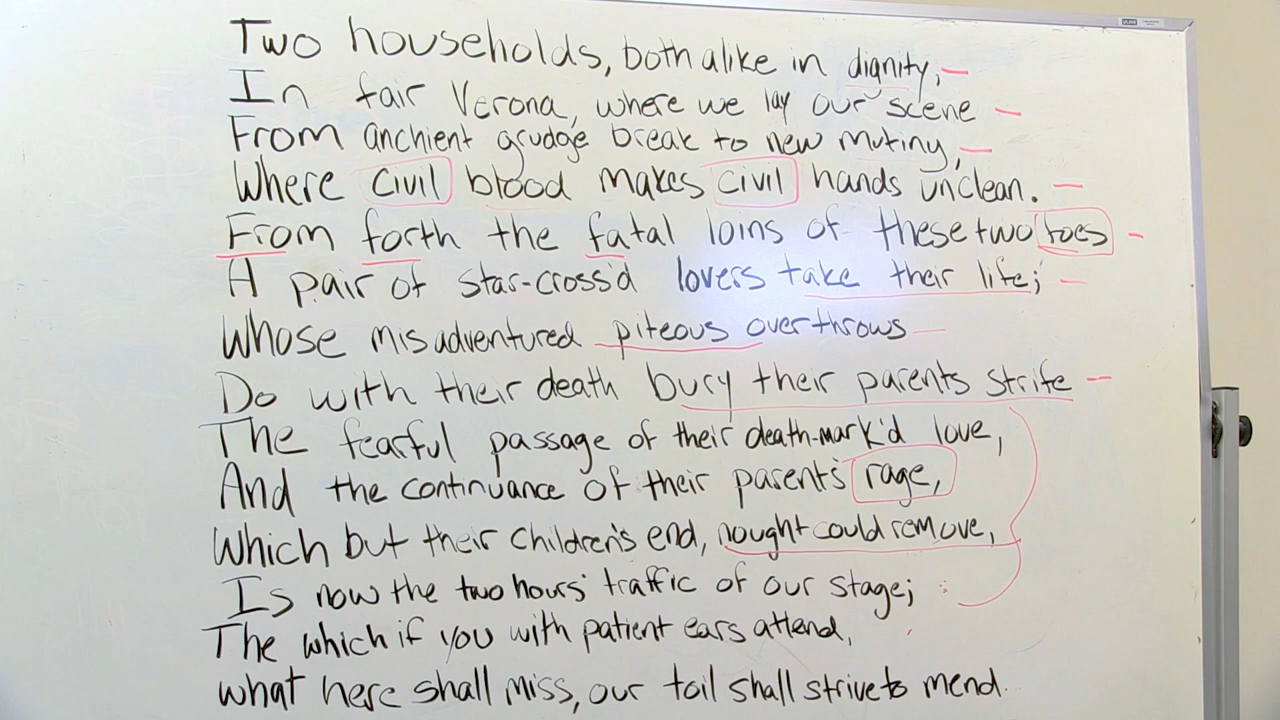 Two households, both alike in dignity,
In fair Verona, where we lay our scene
From anchient grudge break to new mutiny,
Where civil blood makes civil hands unclean.
From forth the fatal loins of these two foes
A pair of star-cross'd lovers take their life;
Whose misadventured piteous overthrows
Do with their death bury their parents strife
The fearful passage of their death-mark'd love,
And the continuance of their parent's rage,
Which but their children's end, nought could remove,
Is now the two hours' traffic of our stage;
The which if you with patient ears attend,
What here shall miss, our toil shall strive to mend.